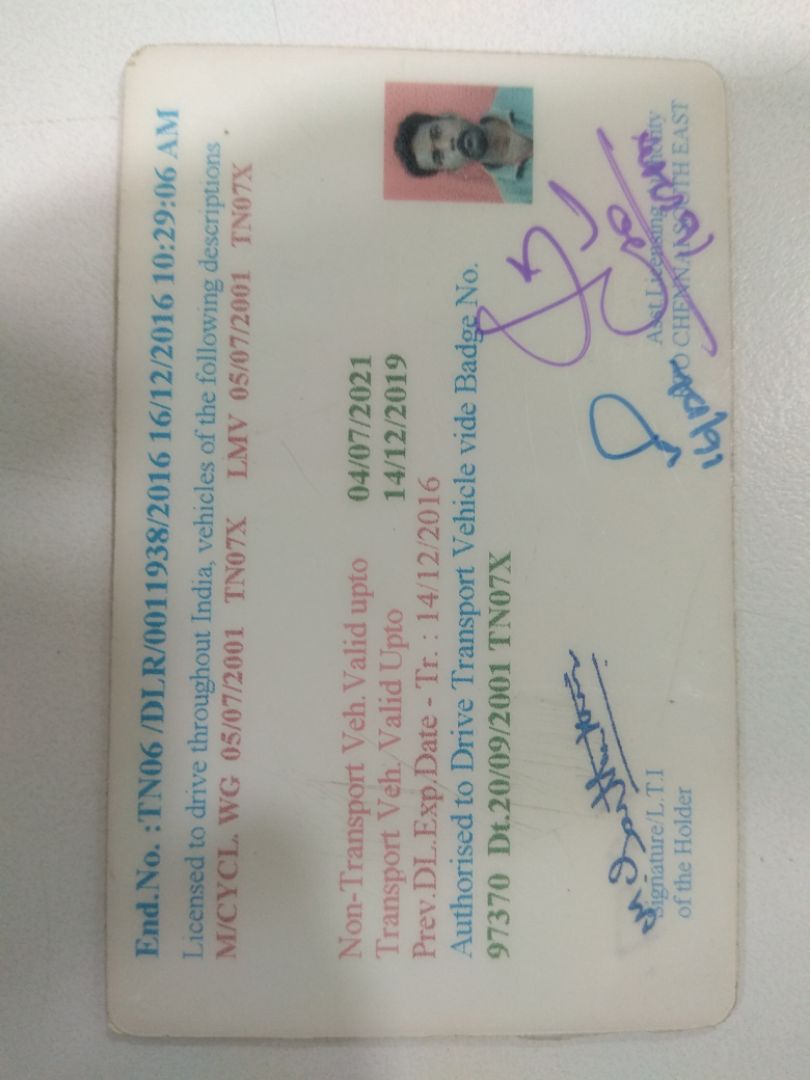 End.No. :TN06 /DLR/0011938/2016 16/12/2016 10:29:06 AM
Licensed to drive throughout India, vehicles of the following descriptions
M/CYCL. WG 05/07/2001 TN07X LMV 05/07/2001 TN07X
Non-Transport Veh.Valid upto 04/07/2021
Transport Veh. Valid Upto 14/12/2019
Prev.DL.Exp.Date - Tr. : 14/12/2016
Authorised to Drive Transport Vehicle vide Badge No.
97370 Dt.20/09/2001 TN07X
Signature/L.T.I
of the Holder
Asst.Licensing Authority
CHENNAI SOUTH EAST